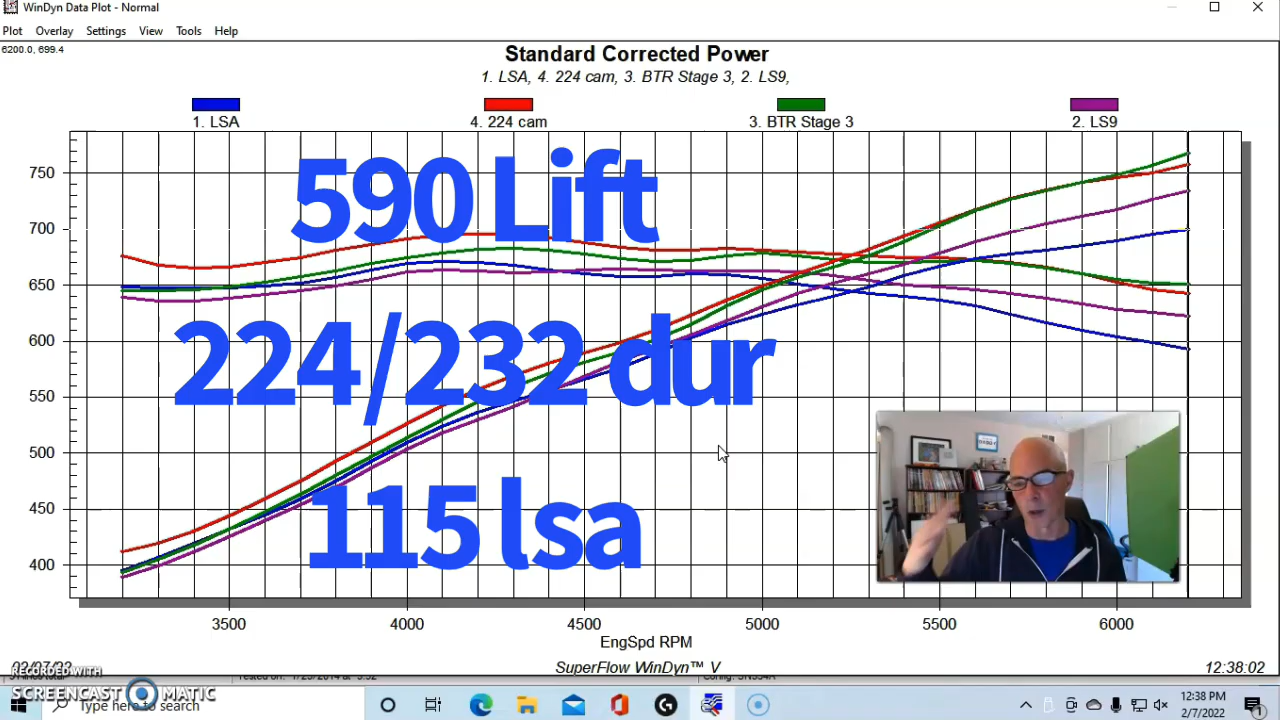 WinDyn Data Plot - Normal
Plot Overlay Settings View Tools Help
6200.0, 699.4
Standard Corrected Power
1. LSA, 4. 224 cam, 3. BTR Stage 3, 2. LS9,
1. LSA 4. 224 cam 3. BTR Stage 3 2. LS9
750
700
650
600
550
500
450
400
590 Lift
224/232 dur
115 lsa
3500 4000 4500 5000 5500 6000
EngSpd RPM
SuperFlow WinDyn™ V 12:38:02
RECORDED WITH
SCREENCAST MATIC
Type here to search
12:38 PM
2/7/2022